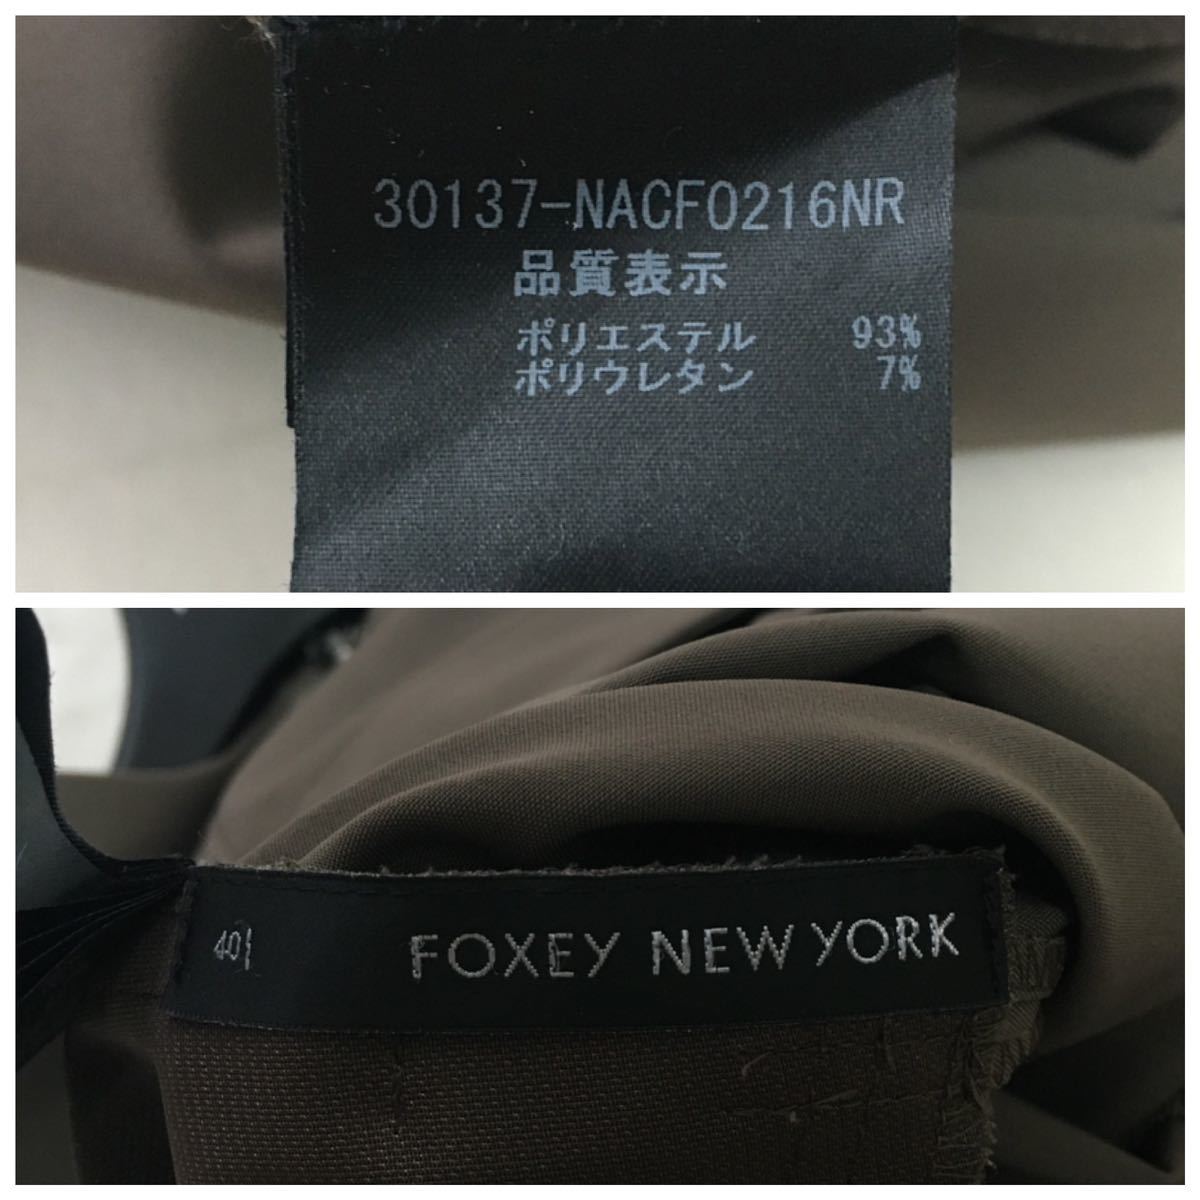 30137-NACF0216NR
品質表示
ポリエステル 93%
ポリウレタン 7%
40 FOXEY NEW YORK